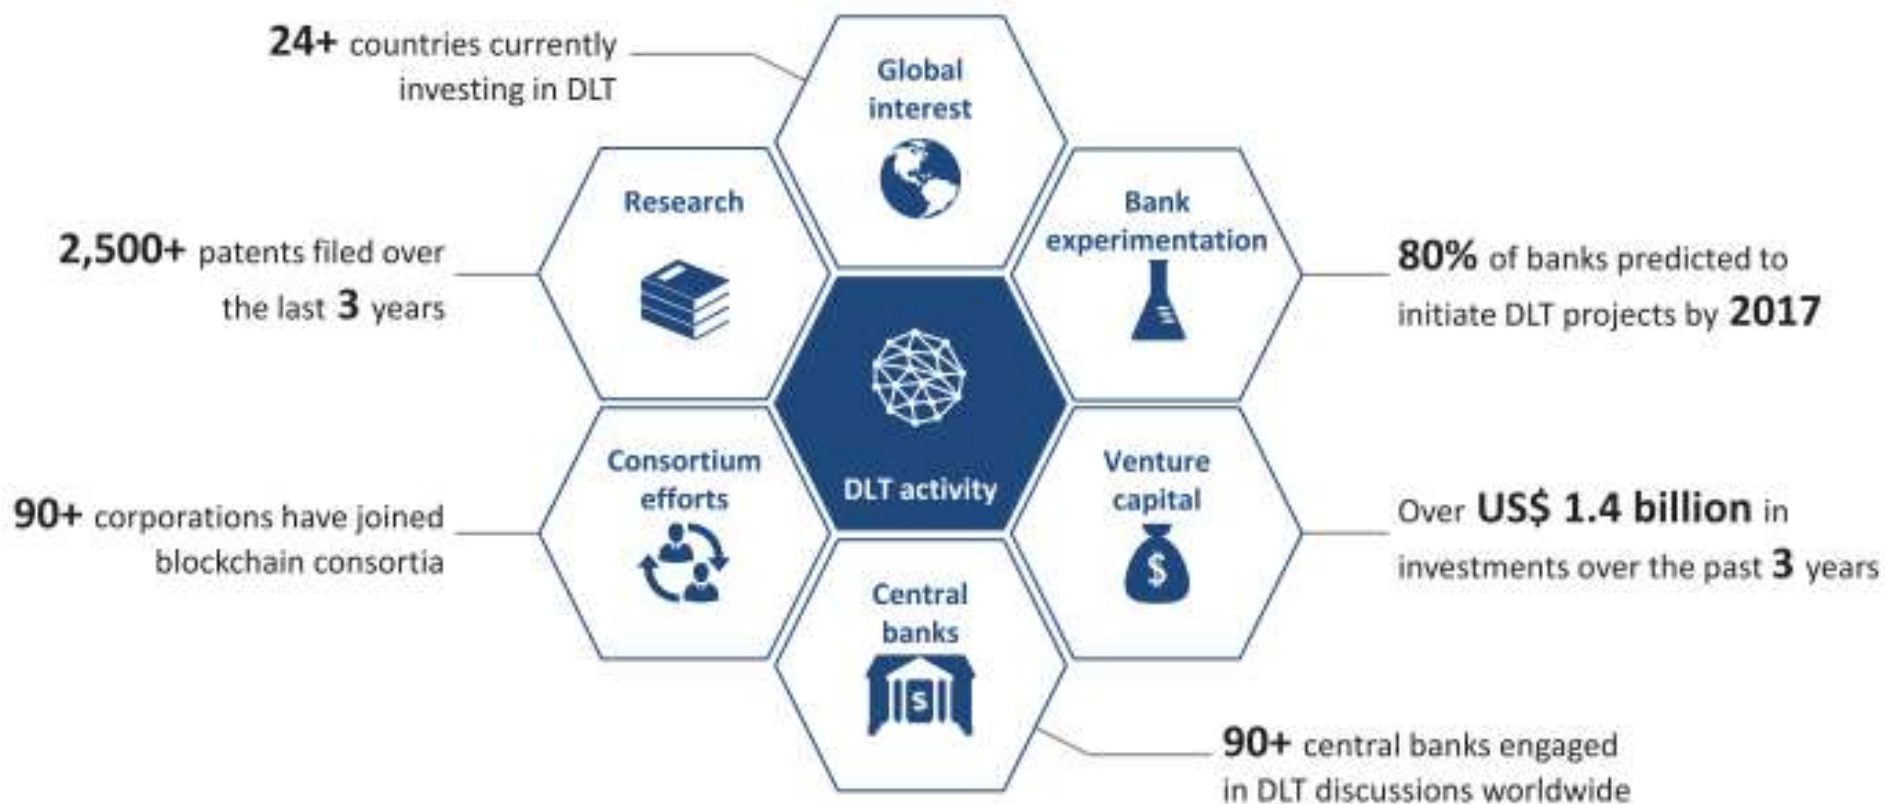 24+ countries currently
investing in DLT
Global
interest
Research
2,500+ patents filed over
the last 3 years
Bank
experimentation
80% of banks predicted to
initiate DLT projects by 2017
DLT activity
Consortium
efforts
90+ corporations have joined
blockchain consortia
Venture
capital
$
Over US$ 1.4 billion in
investments over the past 3 years
Central
banks
S
90+ central banks engaged
in DLT discussions worldwide